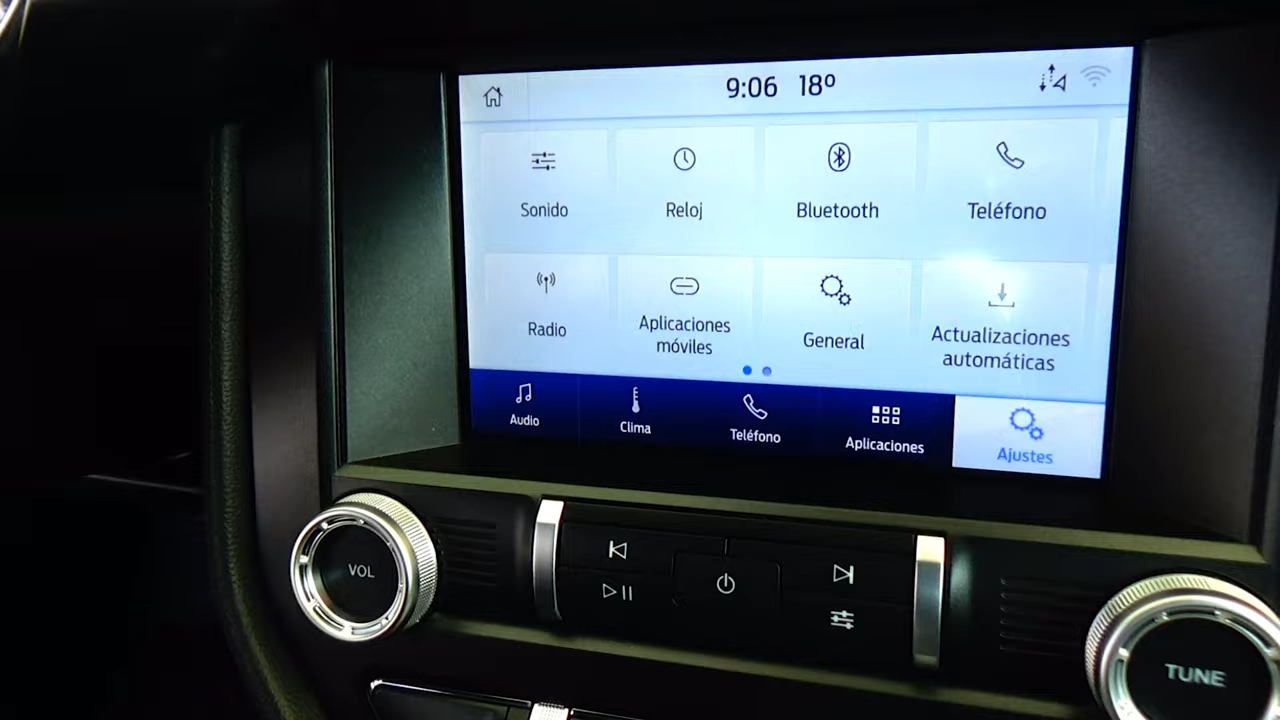 9:06 18º
Sonido
Reloj
Bluetooth
Teléfono
Radio
Aplicaciones
móviles
General
Actualizaciones
automáticas
Audio
Clima
Teléfono
Aplicaciones
Ajustes
VOL
TUNE